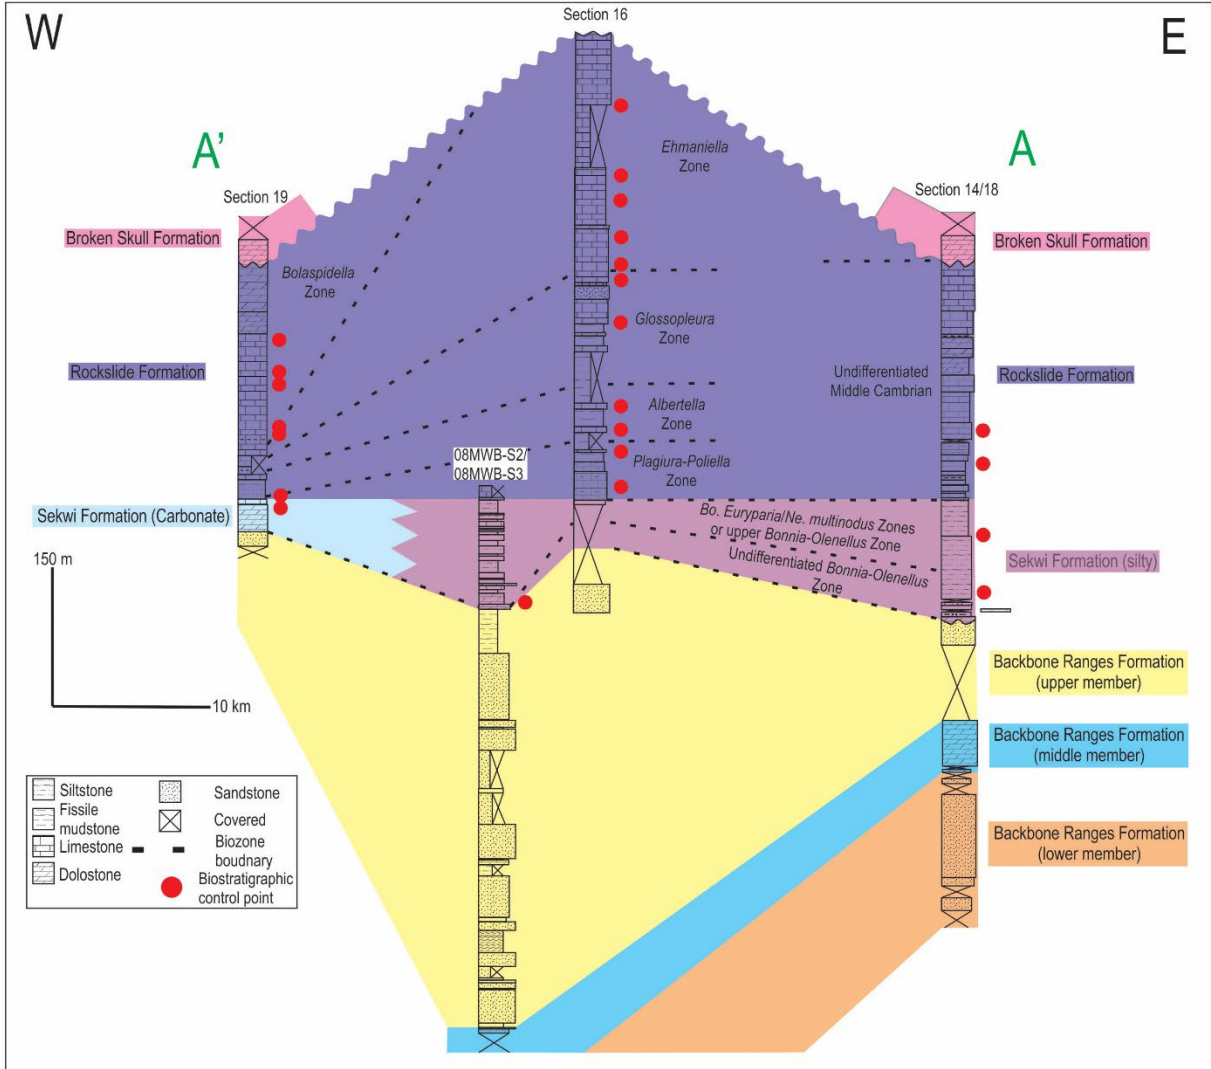 W
Section 16
E
A’
A
Section 19
Section 14/18
Ehmaniella
Zone
Broken Skull Formation
Broken Skull Formation
Bolaspidella
Zone
Glossopleura
Zone
Rockslide Formation
Undifferentiated
Middle Cambrian
Rockslide Formation
Albertella
Zone
08MWB-S2/
08MWB-S3
Plagiura-Poliella
Zone
Sekwi Formation (Carbonate)
Bo. Euryparia/Ne. multinodus Zones
or upper Bonnia-Olenellus Zone
Undifferentiated Bonnia-Olenellus
Zone
Sekwi Formation (silty)
150 m
10 km
Backbone Ranges Formation
(upper member)
Backbone Ranges Formation
(middle member)
Backbone Ranges Formation
(lower member)
Siltstone
Fissile
mudstone
Limestone
Dolostone
Sandstone
Covered
Biozone
boudnary
Biostratigraphic
control point